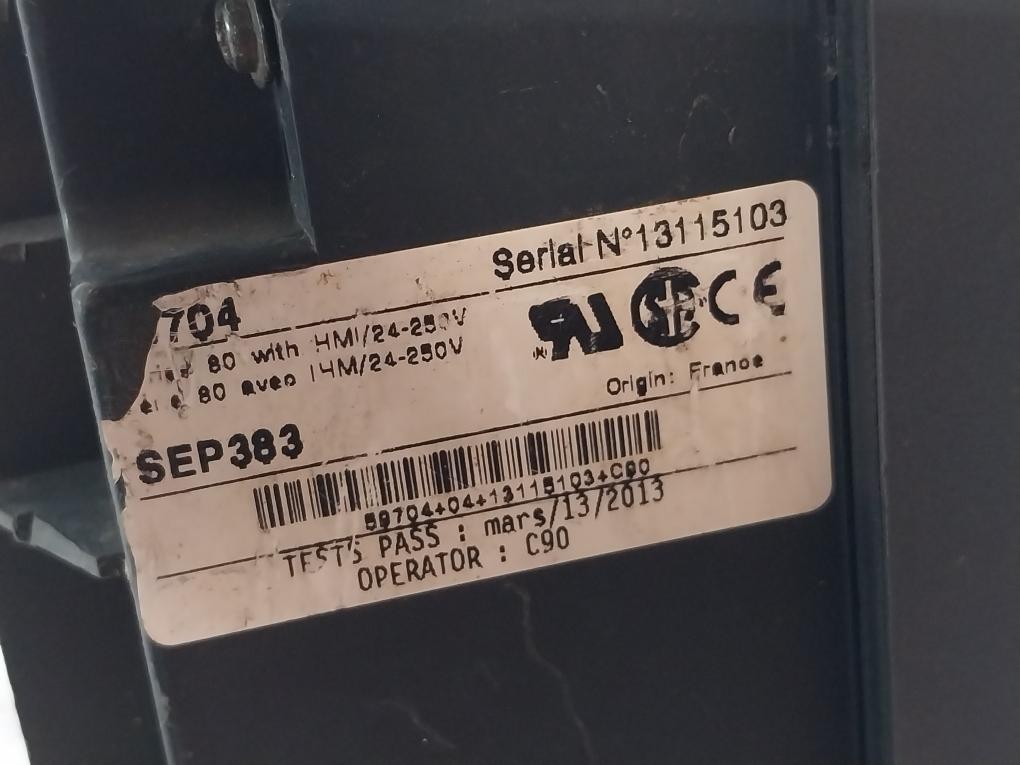 Serial N°13115103
704
80 with HMI/24-250V
80 avec IHM/24-250V
CE
Origin: France
SEP383
59704+04+13115103+C90
TESTS PASS : mars/13/2013
OPERATOR : C90